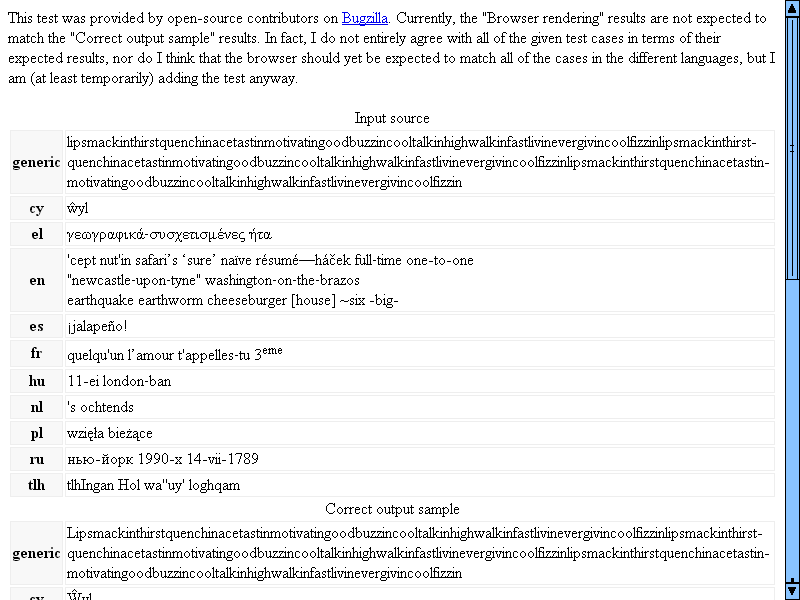 This test was provided by open-source contributors on Bugzilla. Currently, the "Browser rendering" results are not expected to
match the "Correct output sample" results. In fact, I do not entirely agree with all of the given test cases in terms of their
expected results, nor do I think that the browser should yet be expected to match all of the cases in the different languages, but I
am (at least temporarily) adding the test anyway.
Input source
generic lipsmackinthirstquenchinacetastinmotivatingoodbuzzincooltalkinhighwalkinfastlivinevergivincoolfizzinlipsmackinthirst-
quenchinacetastinmotivatingoodbuzzincooltalkinhighwalkinfastlivinevergivincoolfizzinlipsmackinthirstquenchinacetastin-
motivatingoodbuzzincooltalkinhighwalkinfastlivinevergivincoolfizzin
cy ŵyl
el γεωγραφικά-συσχετισμένες ήτα
en 'cept nut'in safari’s ‘sure’ naïve résumé—háček full-time one-to-one
"newcastle-upon-tyne" washington-on-the-brazos
earthquake earthworm cheeseburger [house] ~six -big-
es ¡jalapeño!
fr quelqu'un l’amour t'appelles-tu 3eme
hu 11-ei london-ban
nl 's ochtends
pl wzięła bieżące
ru нью-йорк 1990-х 14-vii-1789
tlh tlhIngan Hol wa''uy' loghqam
Correct output sample
generic Lipsmackinthirstquenchinacetastinmotivatingoodbuzzincooltalkinhighwalkinfastlivinevergivincoolfizzinlipsmackinthirst-
quenchinacetastinmotivatingoodbuzzincooltalkinhighwalkinfastlivinevergivincoolfizzinlipsmackinthirstquenchinacetastin-
motivatingoodbuzzincooltalkinhighwalkinfastlivinevergivincoolfizzin
cy Ŵyl